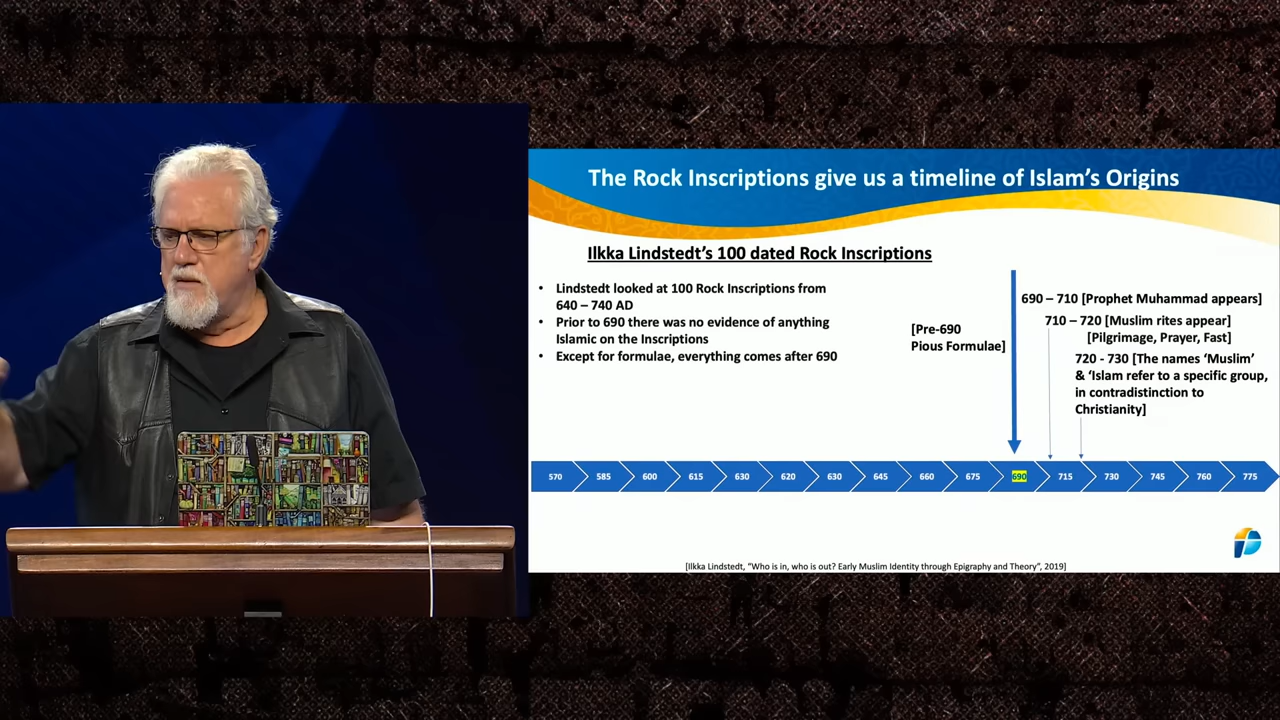 The Rock Inscriptions give us a timeline of Islam's Origins
Ilkka Lindstedt's 100 dated Rock Inscriptions
• Lindstedt looked at 100 Rock Inscriptions from
640 – 740 AD
• Prior to 690 there was no evidence of anything
Islamic on the Inscriptions
• Except for formulae, everything comes after 690
[Pre-690
Pious Formulae]
690 – 710 [Prophet Muhammad appears]
710 – 720 [Muslim rites appear]
[Pilgrimage, Prayer, Fast]
720 - 730 [The names 'Muslim'
& 'Islam refer to a specific group,
in contradistinction to
Christianity]
570 585 600 615 630 620 630 645 660 675 690 715 730 745 760 775
[Ilkka Lindstedt, "Who is in, who is out? Early Muslim Identity through Epigraphy and Theory", 2019]